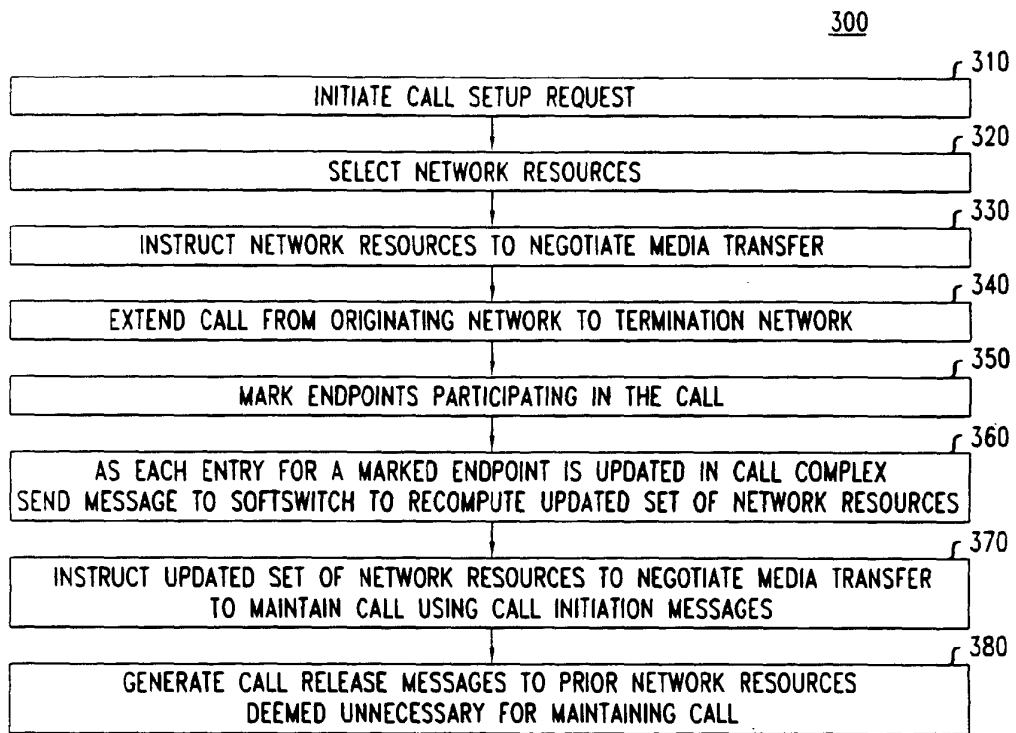 300
310
INITIATE CALL SETUP REQUEST
320
SELECT NETWORK RESOURCES
330
INSTRUCT NETWORK RESOURCES TO NEGOTIATE MEDIA TRANSFER
340
EXTEND CALL FROM ORIGINATING NETWORK TO TERMINATION NETWORK
350
MARK ENDPOINTS PARTICIPATING IN THE CALL
360
AS EACH ENTRY FOR A MARKED ENDPOINT IS UPDATED IN CALL COMPLEX
SEND MESSAGE TO SOFTSWITCH TO RECOMPUTE UPDATED SET OF NETWORK RESOURCES
370
INSTRUCT UPDATED SET OF NETWORK RESOURCES TO NEGOTIATE MEDIA TRANSFER
TO MAINTAIN CALL USING CALL INITIATION MESSAGES
380
GENERATE CALL RELEASE MESSAGES TO PRIOR NETWORK RESOURCES
DEEMED UNNECESSARY FOR MAINTAINING CALL